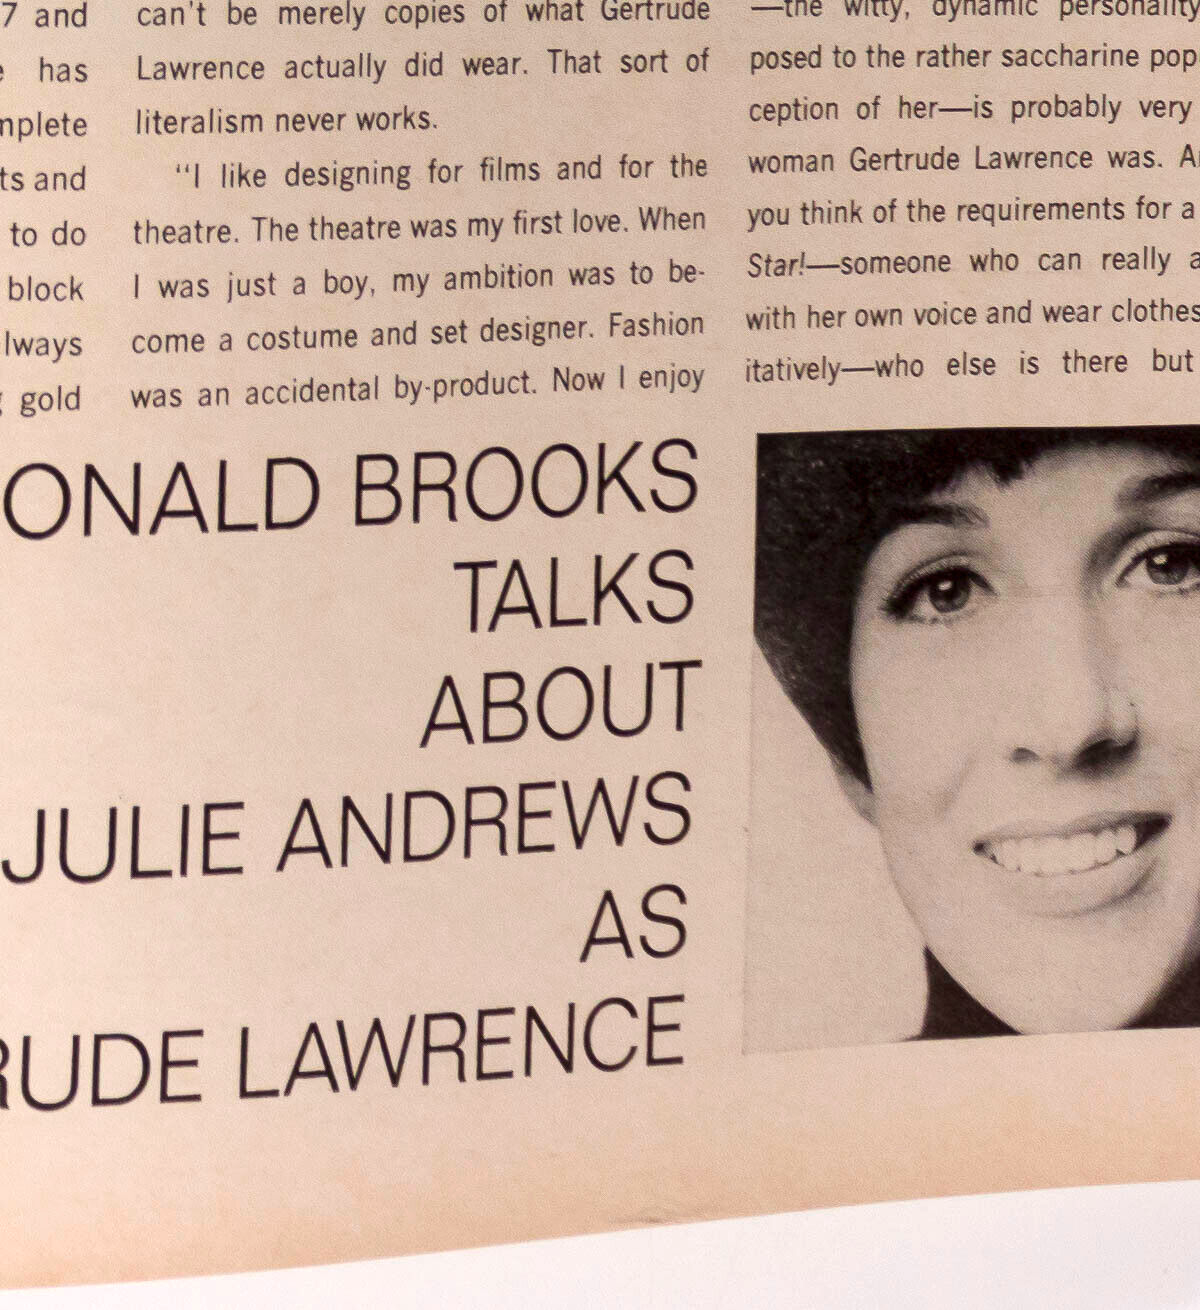 7 and
has
to do
block
gold
can't be merely copies of what Gertrude
Lawrence actually did wear. That sort of
literalism never works.
"I like designing for films and for the
theatre. The theatre was my first love. When
I was just a boy, my ambition was to be-
come a costume and set designer. Fashion
was an accidental by-product. Now I enjoy
—the witty, dynamic personality
posed to the rather saccharine pop
ception of her—is probably very
woman Gertrude Lawrence was.
you think of the requirements for a
Star!—someone who can really
with her own voice and wear clothes
itatively—who else is there but
ONALD BROOKS
TALKS
ABOUT
JULIE ANDREWS
AS
RUDE LAWRENCE